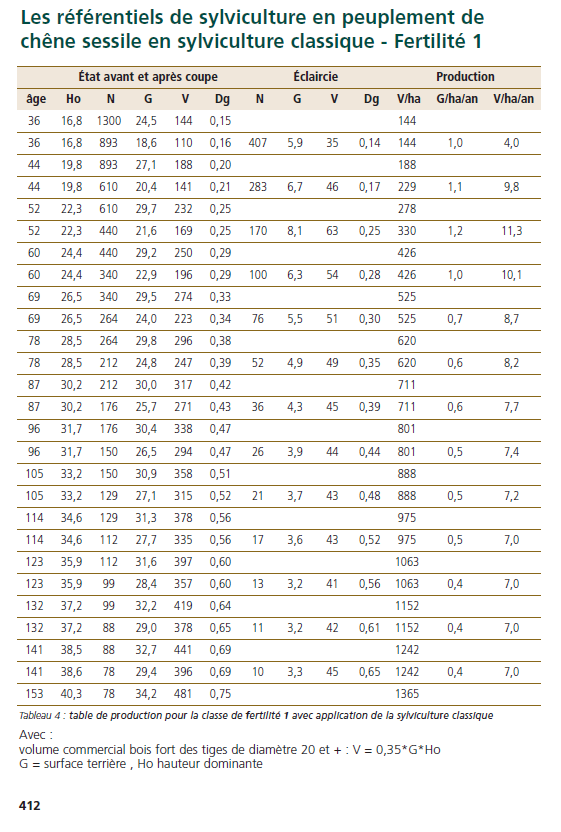 Les référentiels de sylviculture en peuplement de
chêne sessile en sylviculture classique - Fertilité 1
État avant et après coupe Éclaircie Production
âge Ho N G V Dg N G V Dg V/ha G/ha/an V/ha/an
36 16,8 1300 24,5 144 0,15 144
36 16,8 893 18,6 110 0,16 407 5,9 35 0,14 144 1,0 4,0
44 19,8 893 27,1 188 0,20 188
44 19,8 610 20,4 141 0,21 283 6,7 46 0,17 229 1,1 9,8
52 22,3 610 29,7 232 0,25 278
52 22,3 440 21,6 169 0,25 170 8,1 63 0,25 330 1,2 11,3
60 24,4 440 29,2 250 0,29 426
60 24,4 340 22,9 196 0,29 100 6,3 54 0,28 426 1,0 10,1
69 26,5 340 29,5 274 0,33 525
69 26,5 264 24,0 223 0,34 76 5,5 51 0,30 525 0,7 8,7
78 28,5 264 29,8 296 0,38 620
78 28,5 212 24,8 247 0,39 52 4,9 49 0,35 620 0,6 8,2
87 30,2 212 30,0 317 0,42 711
87 30,2 176 25,7 271 0,43 36 4,3 45 0,39 711 0,6 7,7
96 31,7 176 30,4 338 0,47 801
96 31,7 150 26,5 294 0,47 26 3,9 44 0,44 801 0,5 7,4
105 33,2 150 30,9 358 0,51 888
105 33,2 129 27,1 315 0,52 21 3,7 43 0,48 888 0,5 7,2
114 34,6 129 31,3 378 0,56 975
114 34,6 112 27,7 335 0,56 17 3,6 43 0,52 975 0,5 7,0
123 35,9 112 31,6 397 0,60 1063
123 35,9 99 28,4 357 0,60 13 3,2 41 0,56 1063 0,4 7,0
132 37,2 99 32,2 419 0,64 1152
132 37,2 88 29,0 378 0,65 11 3,2 42 0,61 1152 0,4 7,0
141 38,5 88 32,7 441 0,69 1242
141 38,6 78 29,4 396 0,69 10 3,3 45 0,65 1242 0,4 7,0
153 40,3 78 34,2 481 0,75 1365
Tableau 4 : table de production pour la classe de fertilité 1 avec application de la sylviculture classique
Avec :
volume commercial bois fort des tiges de diamètre 20 et + : V = 0,35*G*Ho
G = surface terrière , Ho hauteur dominante
412